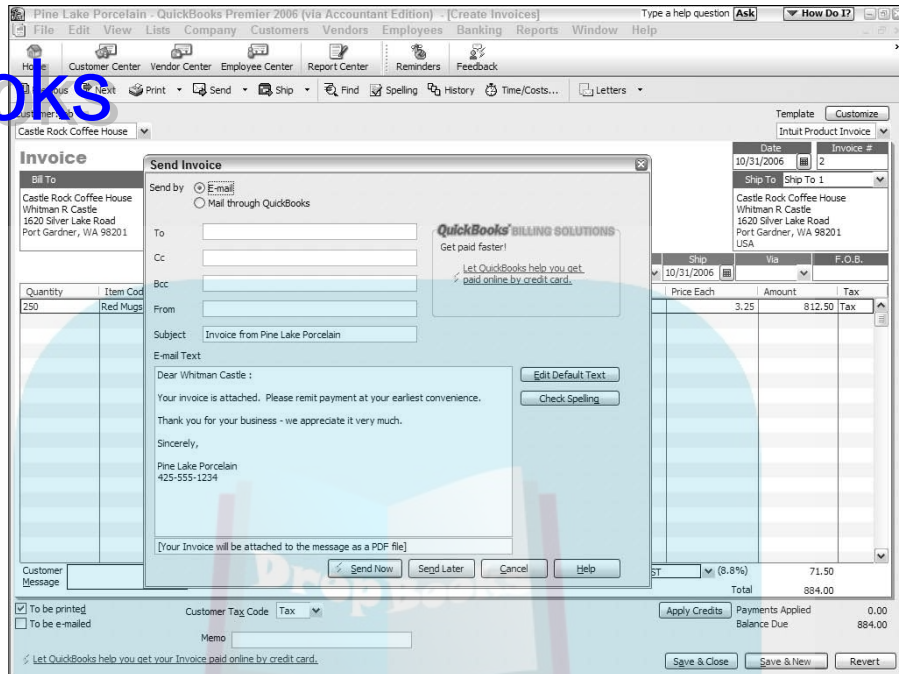 Pine Lake Porcelain - QuickBooks Premier 2006 (via Accountant Edition) - [Create Invoices]
Type a help question Ask
How Do I?
File Edit View Lists Company Customers Vendors Employees Banking Reports Window Help
Customer Center Vendor Center Employee Center Report Center Reminders Feedback
oks
Next Print Send Ship Find Spelling History Time/Costs... Letters
Template Customize
Castle Rock Coffee House
Intuit Product Invoice
Invoice
Date Invoice #
10/31/2006 2
Bill To
Castle Rock Coffee House
Whitman R Castle
1620 Silver Lake Road
Port Gardner, WA 98201
Ship To Ship To 1
Castle Rock Coffee House
Whitman R Castle
1620 Silver Lake Road
Port Gardner, WA 98201
USA
Ship Via F.O.B.
10/31/2006
Quantity Item Cod Price Each Amount Tax
250 Red Mugs 3.25 812.50 Tax
Send Invoice
Send by E-mail
Mail through QuickBooks
To
Cc
Bcc
From
Subject Invoice from Pine Lake Porcelain
QuickBooks BILLING SOLUTIONS
Get paid faster!
Let QuickBooks help you get
paid online by credit card.
E-mail Text
Dear Whitman Castle :
Your invoice is attached. Please remit payment at your earliest convenience.
Thank you for your business - we appreciate it very much.
Sincerely,
Pine Lake Porcelain
425-555-1234
[Your Invoice will be attached to the message as a PDF file]
Edit Default Text
Check Spelling
Send Now Send Later Cancel Help
Drop Books
Customer
Message
ST (8.8%) 71.50
Total 884.00
To be printed
To be e-mailed
Customer Tax Code Tax
Memo
Apply Credits
Payments Applied 0.00
Balance Due 884.00
Let QuickBooks help you get your Invoice paid online by credit card.
Save & Close Save & New Revert